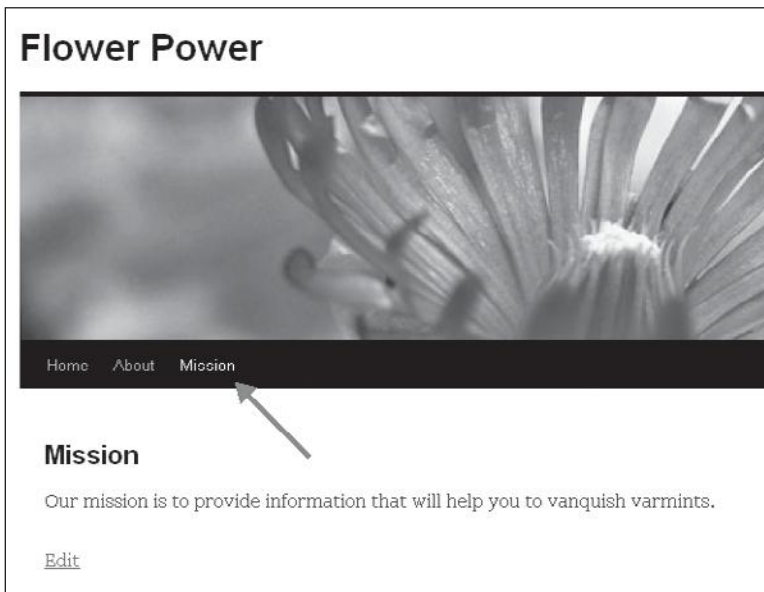 Flower Power
Home About Mission
Mission
Our mission is to provide information that will help you to vanquish varmints.
Edit